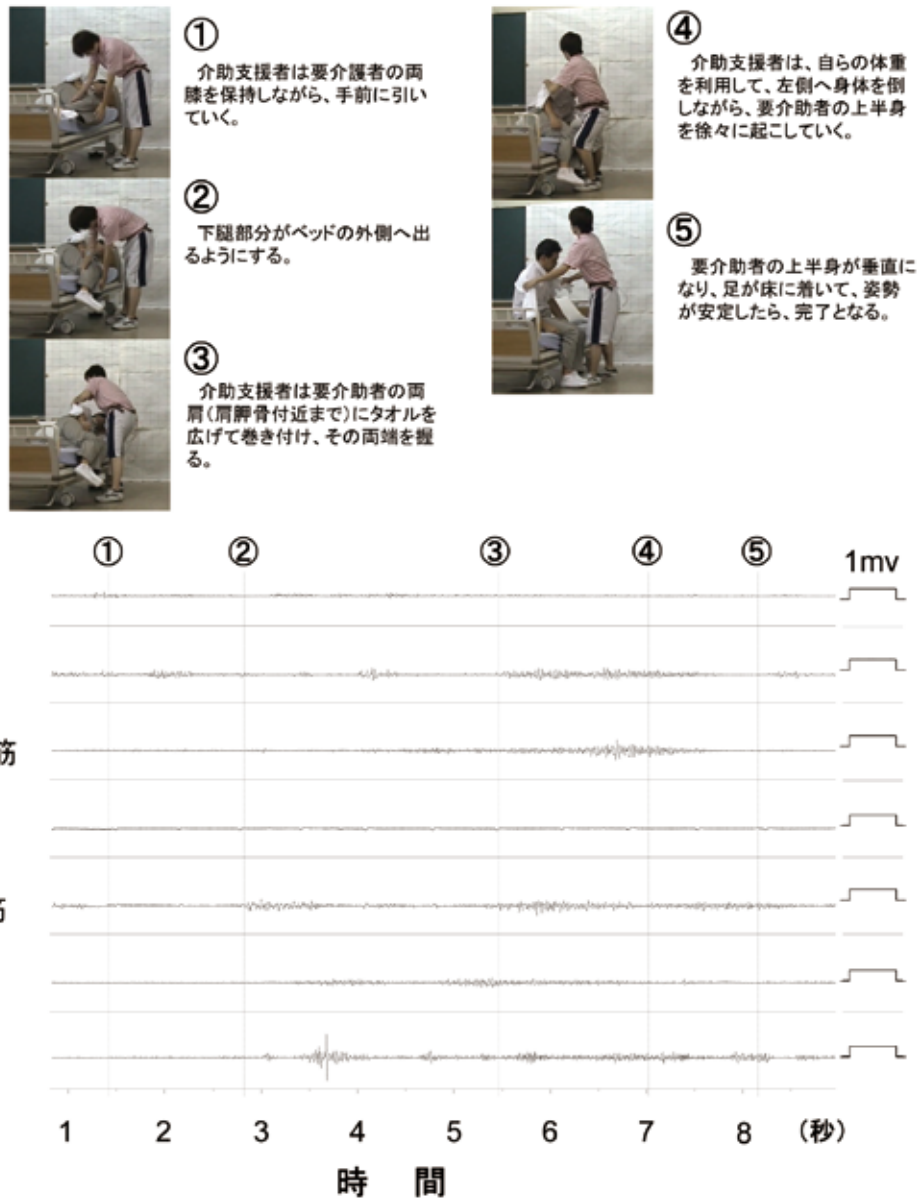 ①
介助支援者は要介護者の両
膝を保持しながら、手前に引い
ていく。
②
下腿部分がベッドの外側へ出
るようにする。
③
介助支援者は要介助者の両
肩(肩胛骨付近まで)にタオルを
広げて巻き付け、その両端を握
る。
④
介助支援者は、自らの体重
を利用して、左側へ身体を倒
しながら、要介助者の上半身
を徐々に起こしていく。
⑤
要介助者の上半身が垂直に
なり、足が床に着いて、姿勢
が安定したら、完了となる。
① ② ③ ④ ⑤ 1mv
筋
筋
1 2 3 4 5 6 7 8 (秒)
時 間